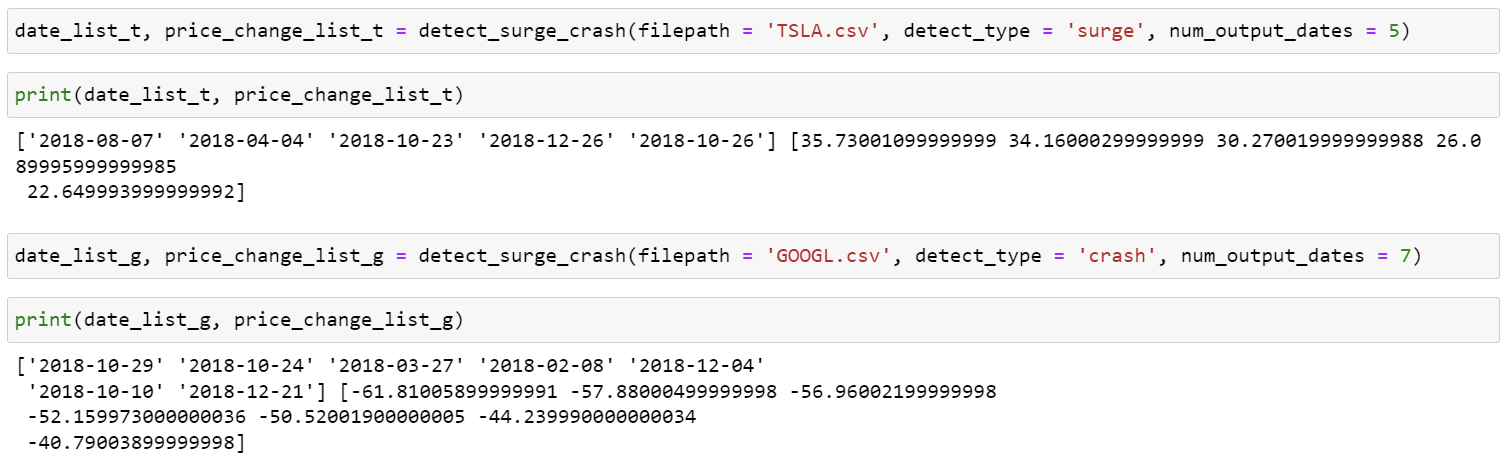 date_list_t, price_change_list_t = detect_surge_crash(filepath = 'TSLA.csv', detect_type = 'surge', num_output_dates = 5)
print(date_list_t, price_change_list_t)
['2018-08-07' '2018-04-04' '2018-10-23' '2018-12-26' '2018-10-26'] [35.73001099999999 34.16000299999999 30.270019999999988 26.0
89995999999985
 22.649993999999992]
date_list_g, price_change_list_g = detect_surge_crash(filepath = 'GOOGL.csv', detect_type = 'crash', num_output_dates = 7)
print(date_list_g, price_change_list_g)
['2018-10-29' '2018-10-24' '2018-03-27' '2018-02-08' '2018-12-04'
 '2018-10-10' '2018-12-21'] [-61.81005899999991 -57.88000499999998 -56.96002199999998
 -52.159973000000036 -50.52001900000005 -44.239990000000034
 -40.79003899999998]